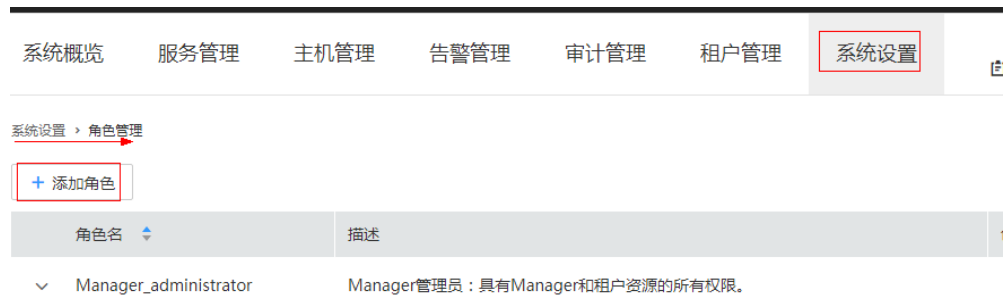 系统概览 服务管理 主机管理 告警管理 审计管理 租户管理 系统设置
系统设置 > 角色管理
+ 添加角色
角色名 描述
Manager_administrator Manager管理员：具有Manager和租户资源的所有权限。